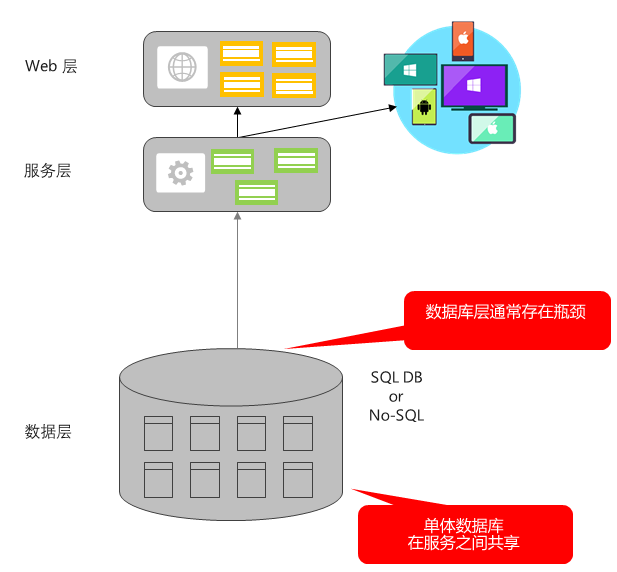 Web 层
服务层
数据库层通常存在瓶颈
SQL DB
or
No-SQL
数据层
单体数据库
在服务之间共享